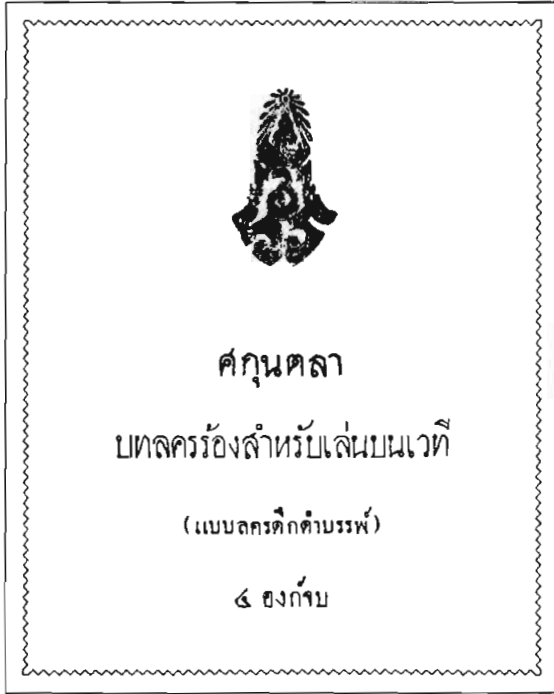 ศกุนตลา
บทลครร้องสำหรับเล่นบนเวที
(แบบลครดึกดำบรรพ์)
๔ องก์จบ